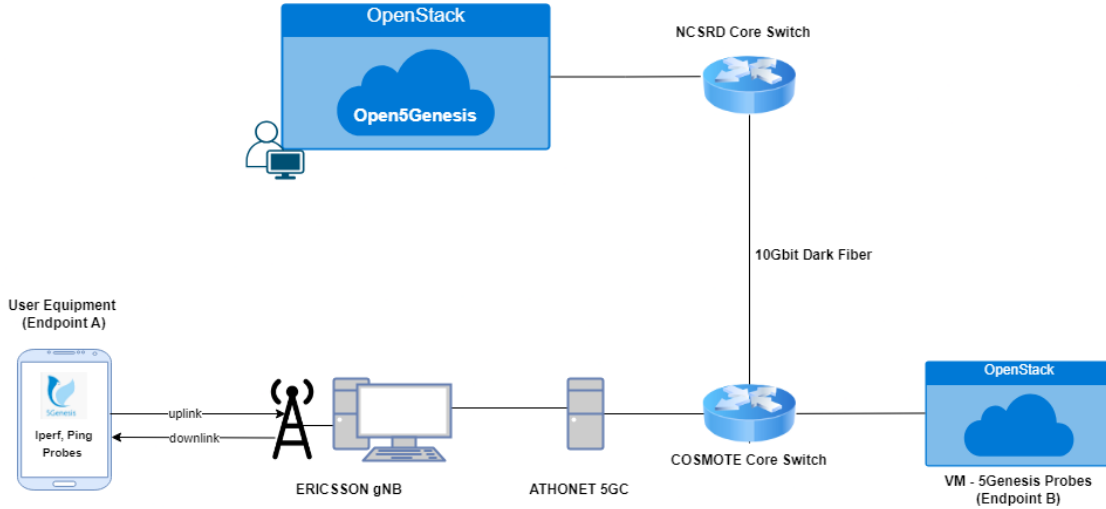 OpenStack
Open5Genesis
NCSRD Core Switch
10Gbit Dark Fiber
User Equipment
(Endpoint A)
5Genesis
Iperf, Ping
Probes
uplink
downlink
ERICSSON gNB
ATHONET 5GC
COSMOTE Core Switch
OpenStack
VM - 5Genesis Probes
(Endpoint B)